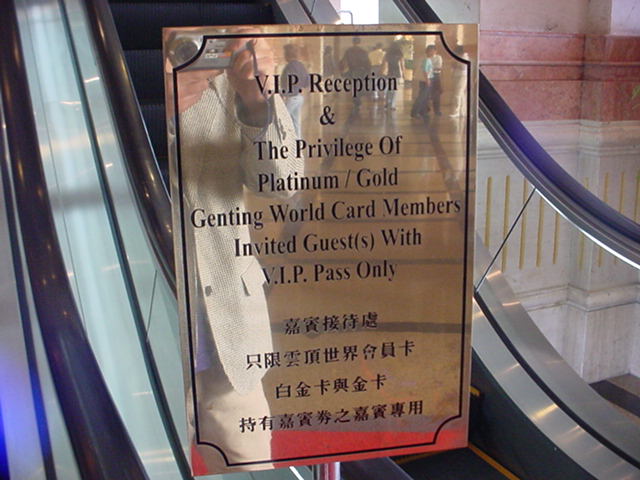 V.I.P. Reception
&
The Privilege Of
Platinum / Gold
Genting World Card Members
Invited Guest(s) With
V.I.P. Pass Only
嘉賓接待處
只限雲頂世界會員卡
白金卡與金卡
持有嘉賓劵之嘉賓專用